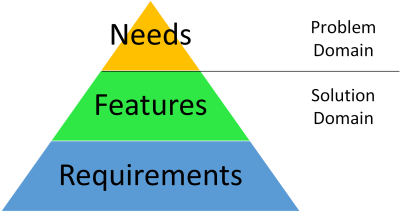 Needs
Problem
Domain
Features
Solution
Domain
Requirements